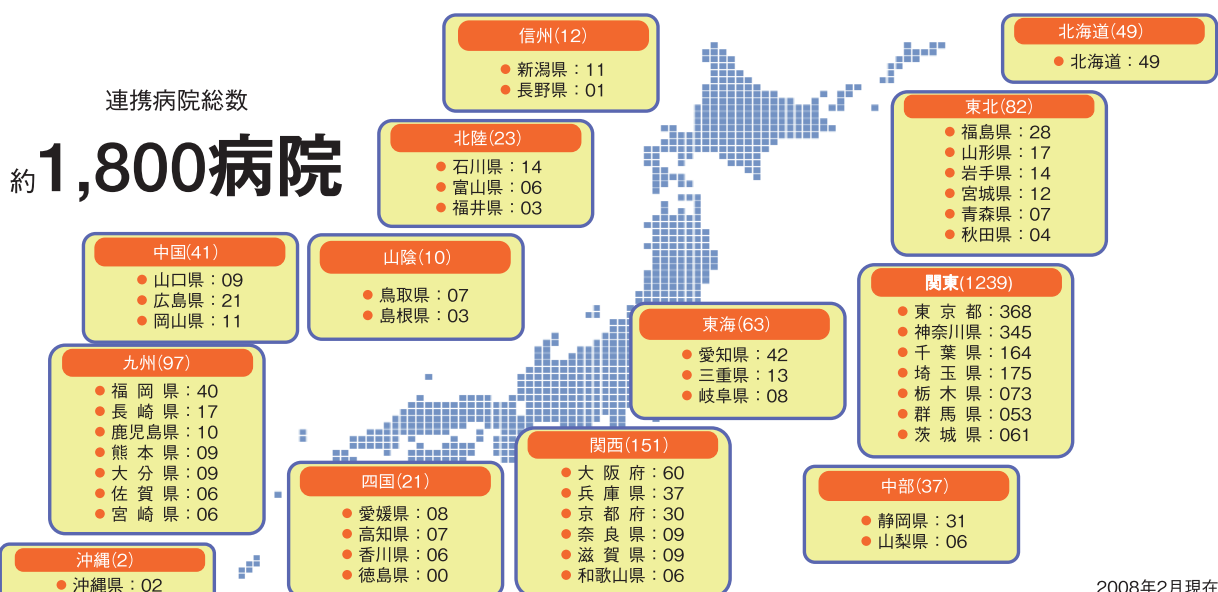 連携病院総数
約1,800病院
信州(12)
新潟県：11
長野県：01
北海道(49)
北海道：49
北陸(23)
石川県：14
富山県：06
福井県：03
東北(82)
福島県：28
山形県：17
岩手県：14
宮城県：12
青森県：07
秋田県：04
中国(41)
山口県：09
広島県：21
岡山県：11
山陰(10)
鳥取県：07
島根県：03
関東(1239)
東京都：368
神奈川県：345
千葉県：164
埼玉県：175
栃木県：073
群馬県：053
茨城県：061
東海(63)
愛知県：42
三重県：13
岐阜県：08
九州(97)
福岡県：40
長崎県：17
鹿児島県：10
熊本県：09
大分県：09
佐賀県：06
宮崎県：06
関西(151)
大阪府：60
兵庫県：37
京都府：30
奈良県：09
滋賀県：09
和歌山県：06
四国(21)
愛媛県：08
高知県：07
香川県：06
徳島県：00
中部(37)
静岡県：31
山梨県：06
沖縄(2)
沖縄県：02
2008年2月現在